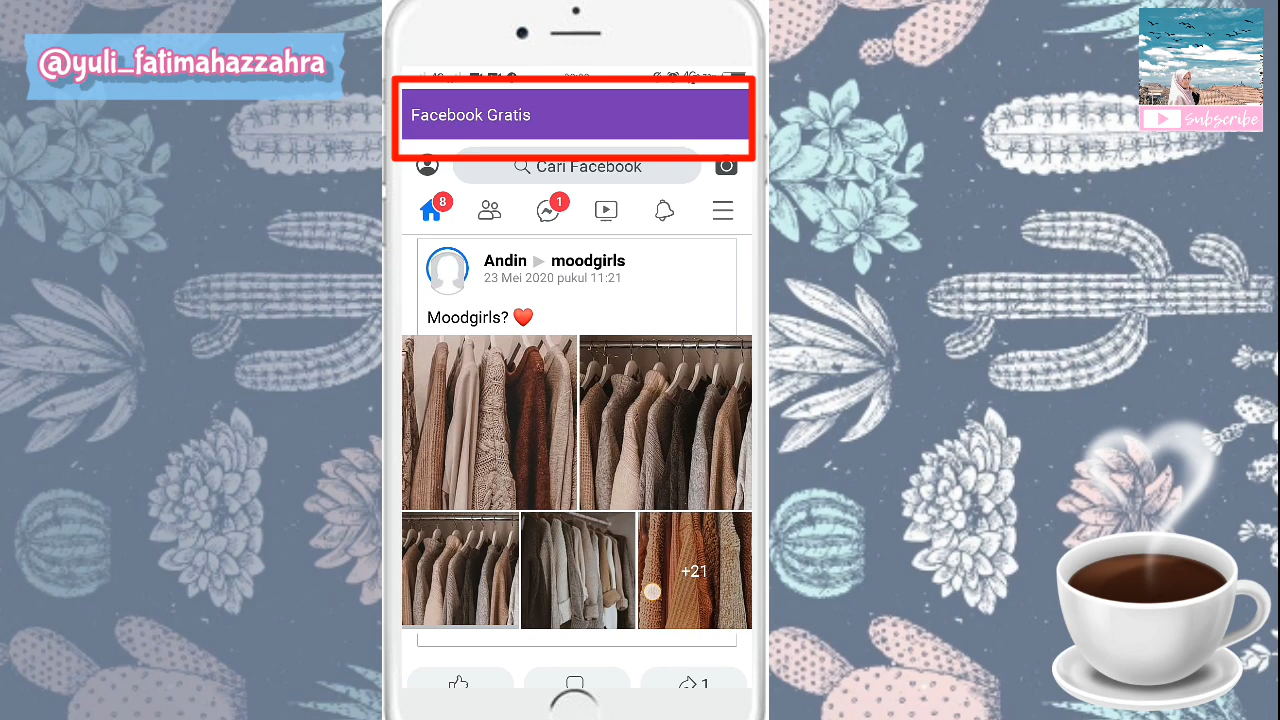 @yuli_fatimahazzahra
Subscribe
Facebook Gratis
Cari Facebook
8
1
Andin ▶ moodgirls
23 Mei 2020 pukul 11:21
Moodgirls? ❤️
+21
1